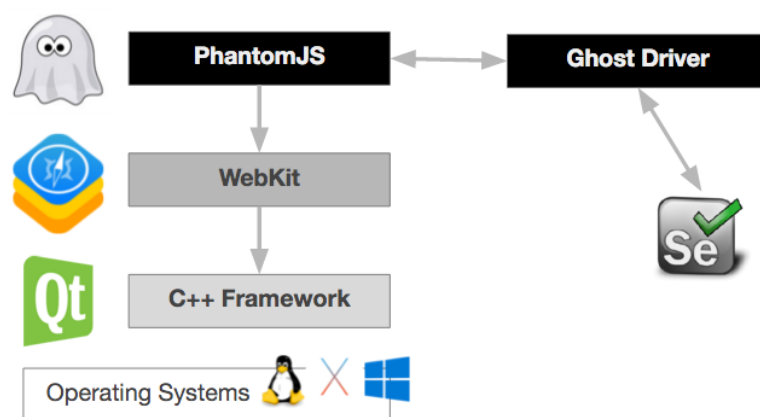 PhantomJS
Ghost Driver
WebKit
Se
Qt
C++ Framework
Operating Systems X